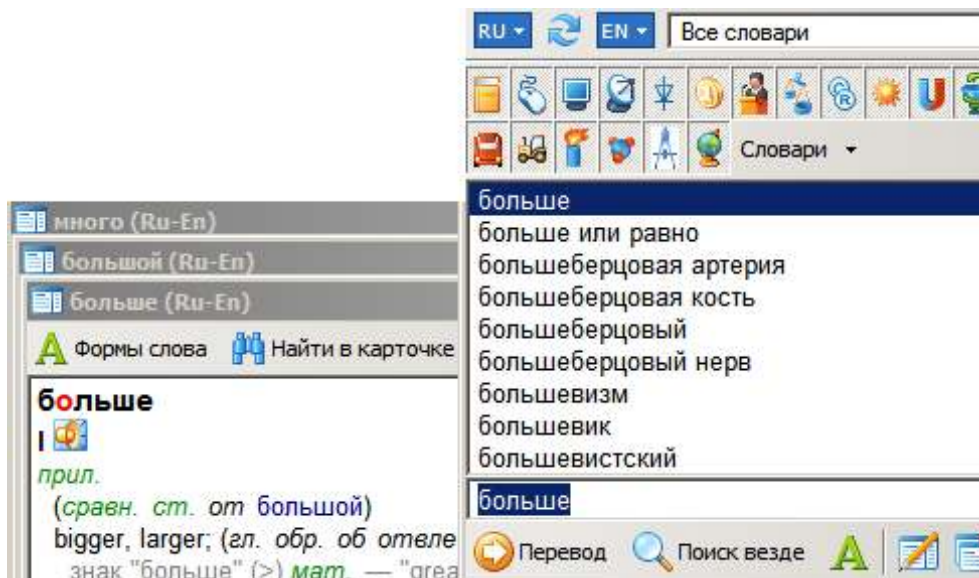 RU EN Все словари
Словари
больше
больше или равно
большеберцовая артерия
большеберцовая кость
большеберцовый
большеберцовый нерв
большевизм
большевик
большевистский
больше
Перевод Поиск везде
много (Ru-En)
большой (Ru-En)
больше (Ru-En)
Формы слова Найти в карточке
больше
I
прил.
(сравн. ст. от большой)
bigger, larger; (гл. обр. об отвле
знак "больше" (>) мат. — "grea